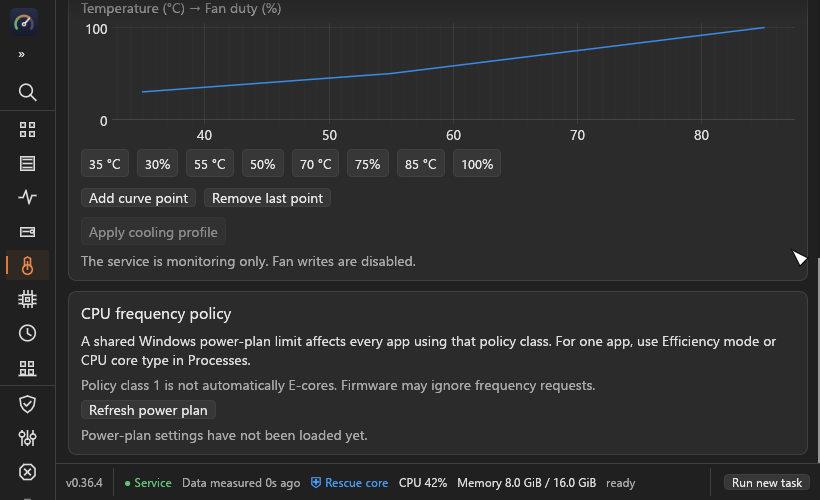 Temperature (°C) → Fan duty (%)
100
0
40 50 60 70 80
35 °C 30% 55 °C 50% 70 °C 75% 85 °C 100%
Add curve point Remove last point
Apply cooling profile
The service is monitoring only. Fan writes are disabled.
CPU frequency policy
A shared Windows power-plan limit affects every app using that policy class. For one app, use Efficiency mode or
CPU core type in Processes.
Policy class 1 is not automatically E-cores. Firmware may ignore frequency requests.
Refresh power plan
Power-plan settings have not been loaded yet.
v0.36.4 Service Data measured 0s ago Rescue core CPU 42% Memory 8.0 GiB / 16.0 GiB ready Run new task